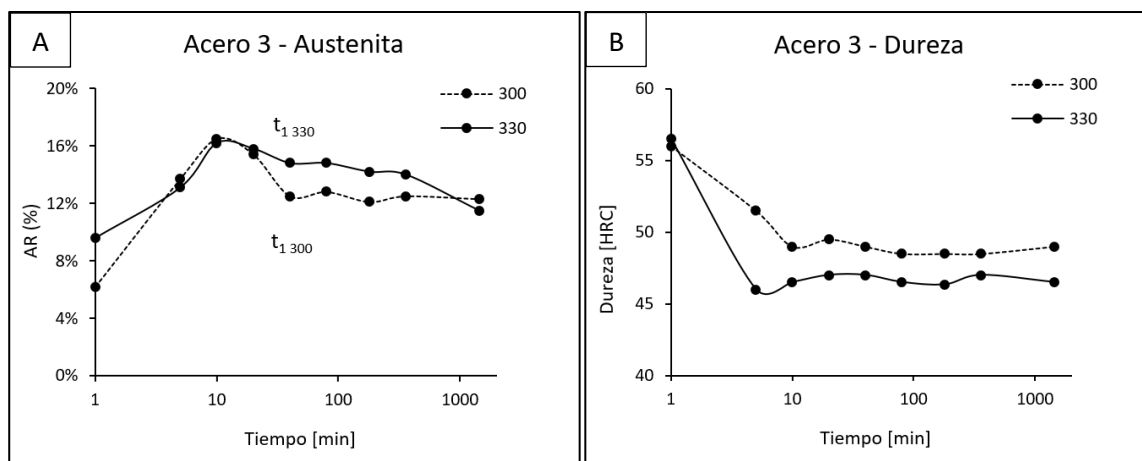 A
Acero 3 - Austenita
20%
16%
12%
8%
4%
0%
AR (%)
300
330
t1 330
t1 300
1
10
100
1000
Tiempo [min]
B
Acero 3 - Dureza
60
55
50
45
40
Dureza [HRC]
300
330
1
10
100
1000
Tiempo [min]